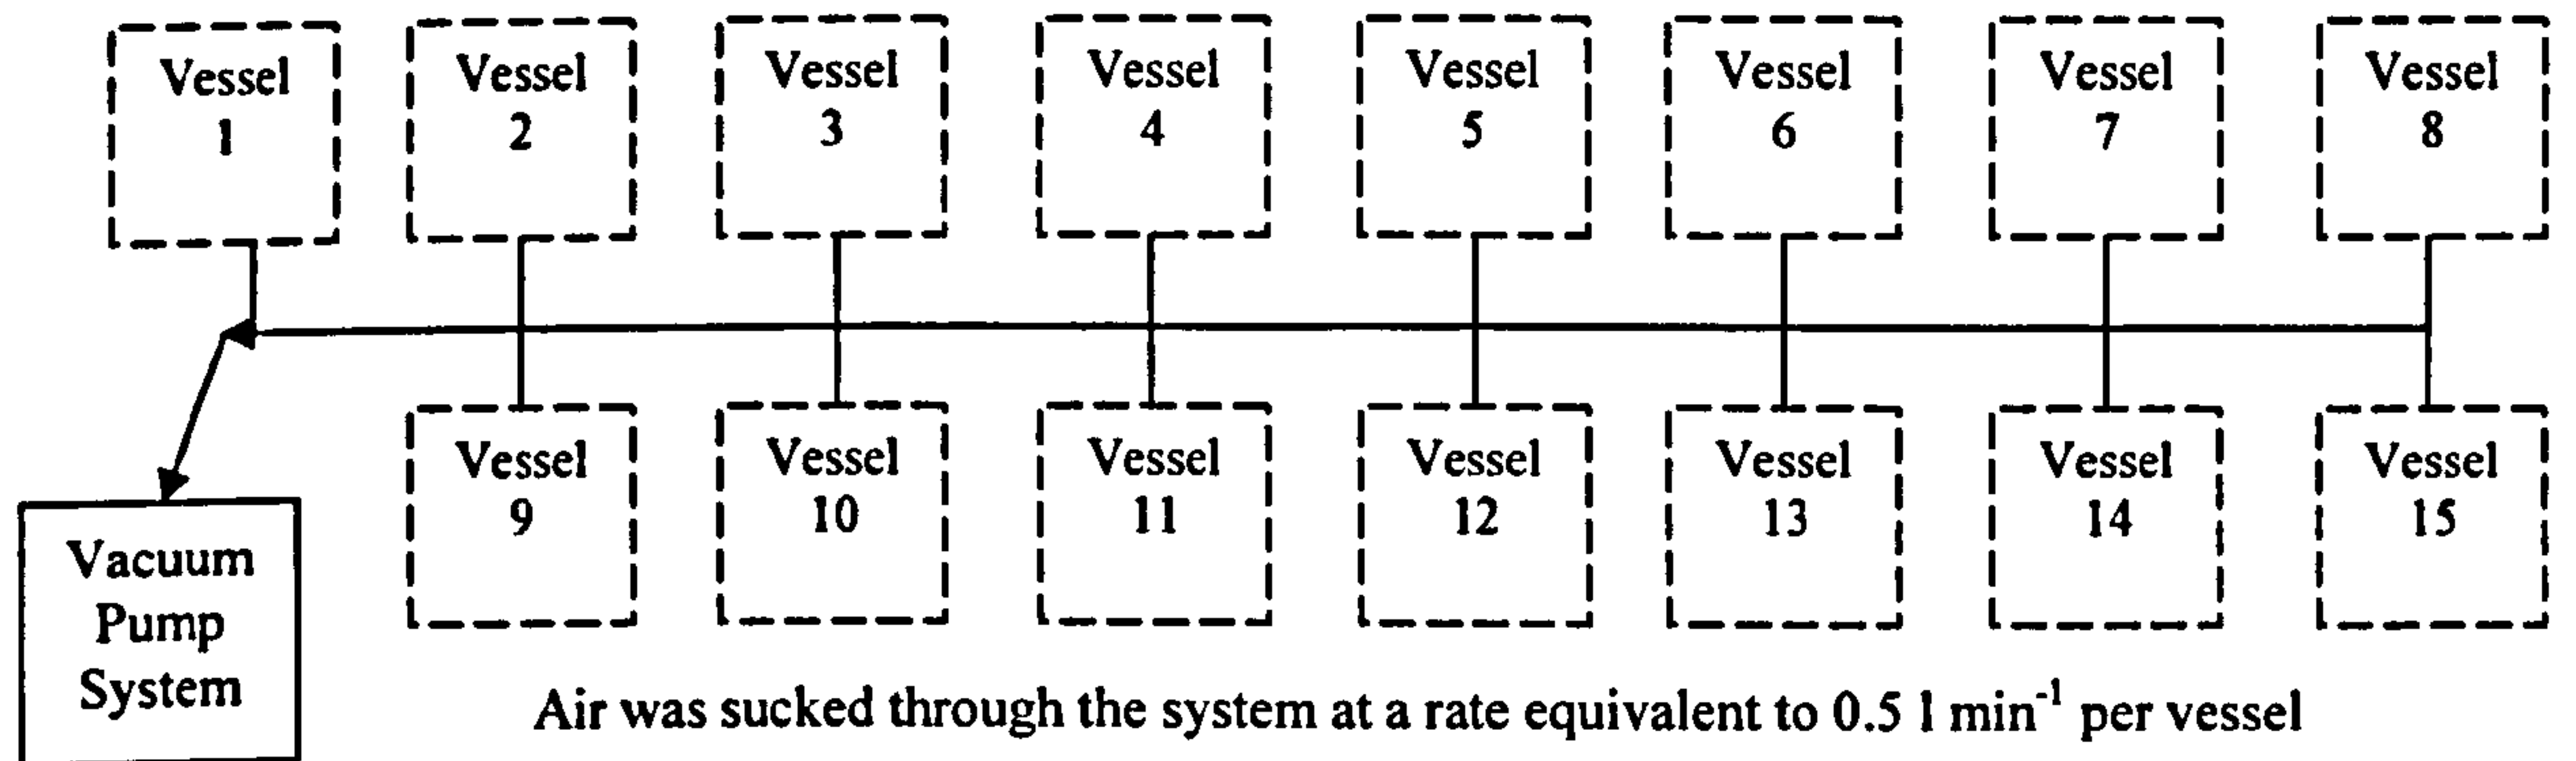 Vessel
1
Vessel
2
Vessel
3
Vessel
4
Vessel
5
Vessel
6
Vessel
7
Vessel
8
Vessel
9
Vessel
10
Vessel
11
Vessel
12
Vessel
13
Vessel
14
Vessel
15
Vacuum
Pump
System
Air was sucked through the system at a rate equivalent to 0.5 l min⁻¹ per vessel